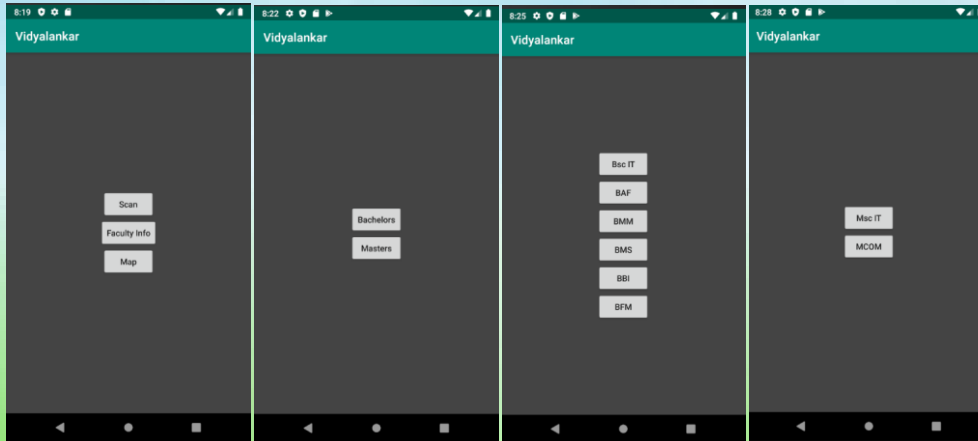 8:19
Vidyalankar
Scan
Faculty Info
Map
8:22
Vidyalankar
Bachelors
Masters
8:25
Vidyalankar
Bsc IT
BAF
BMM
BMS
BBI
BFM
8:28
Vidyalankar
Msc IT
MCOM